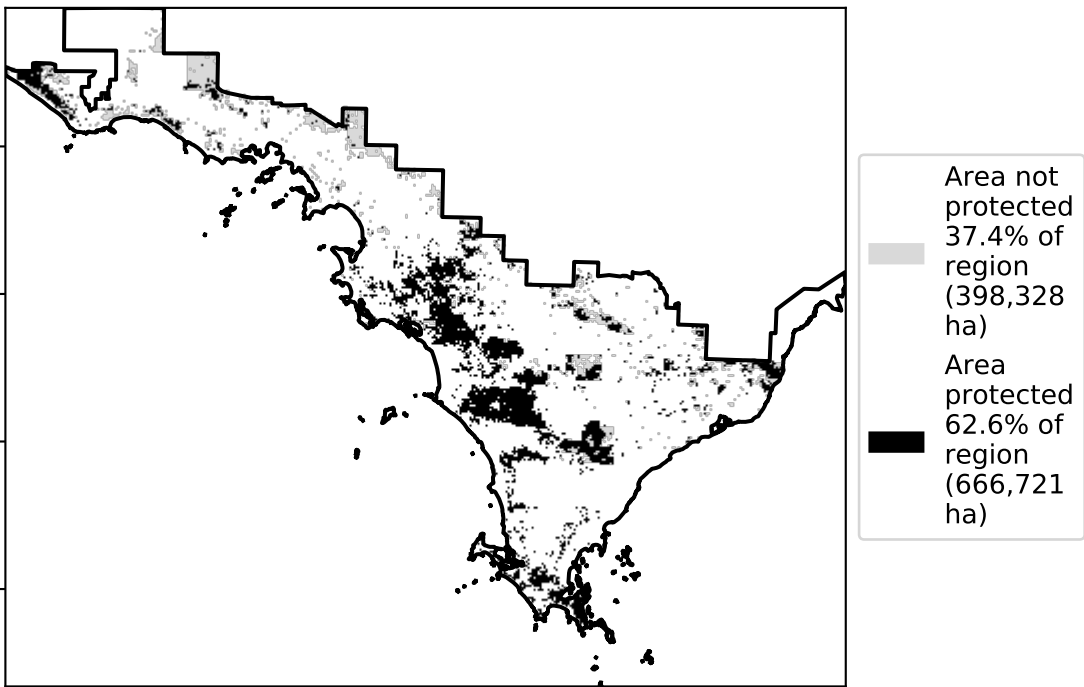 Area not
protected
37.4% of
region
(398,328
ha)
Area
protected
62.6% of
region
(666,721
ha)